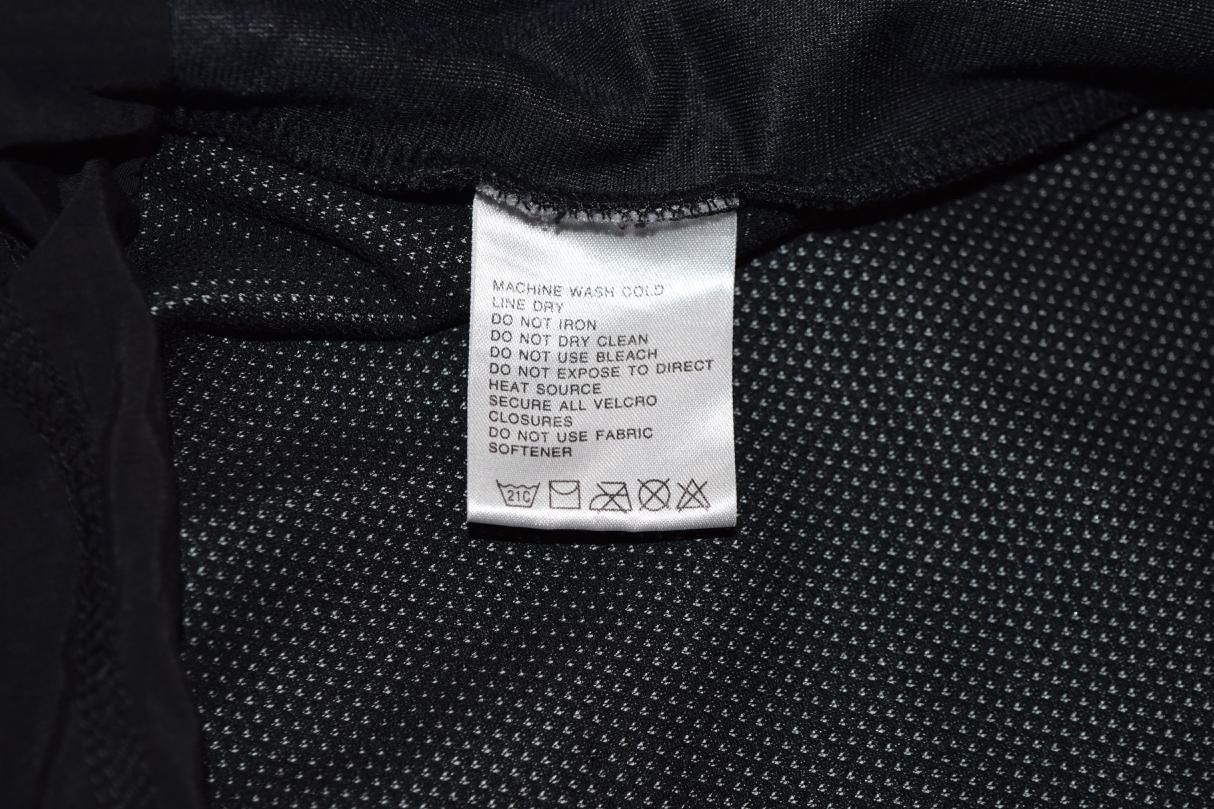 MACHINE WASH COLD
LINE DRY
DO NOT IRON
DO NOT DRY CLEAN
DO NOT USE BLEACH
DO NOT EXPOSE TO DIRECT
HEAT SOURCE
SECURE ALL VELCRO
CLOSURES
DO NOT USE FABRIC
SOFTENER
21C